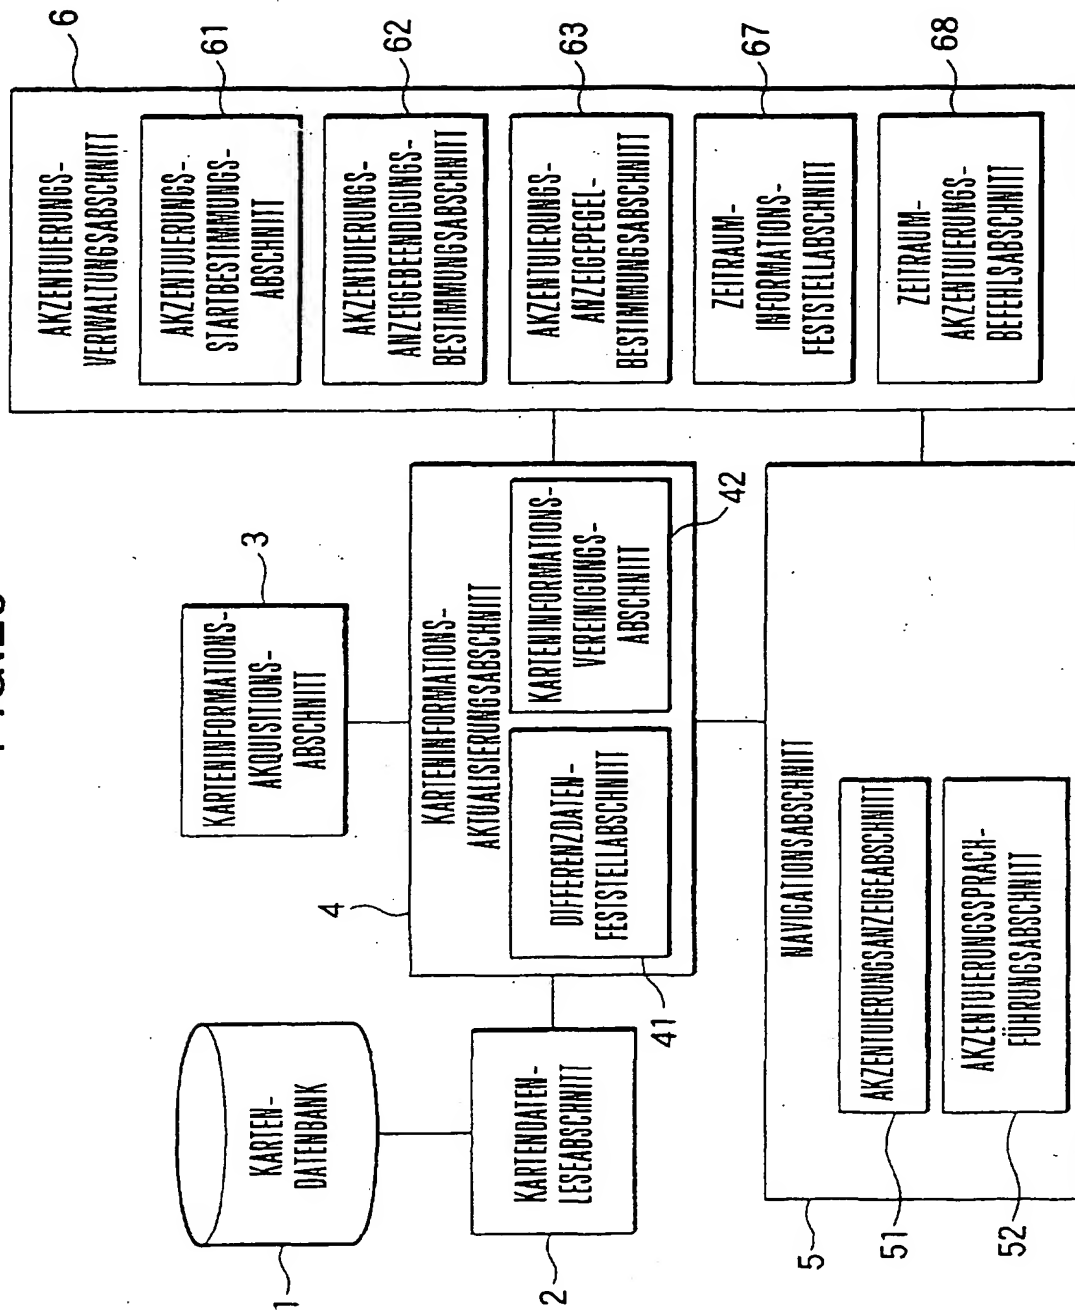 6
AKZENTUIERUNGS-
VERWALTUNGSABSCHNITT
61
AKZENTUIERUNGS-
STARTBESTIMMUNGS-
ABSCHNITT
62
AKZENTUIERUNGS-
ANZEIGEBEENDIGUNGS-
BESTIMMUNGSABSCHNITT
63
AKZENTUIERUNGS-
ANZEIGEPEGEL-
BESTIMMUNGSABSCHNITT
67
ZEITRAUM-
INFORMATIONS-
FESTSTELLABSCHNITT
68
ZEITRAUM-
AKZENTUIERUNGS-
BEFEHLSABSCHNITT
3
KARTENINFORMATIONS-
AKQUISITIONS-
ABSCHNITT
4
KARTENINFORMATIONS-
AKTUALISIERUNGSABSCHNITT
DIFFERENZDATEN-
FESTSTELLABSCHNITT
41
KARTENINFORMATIONS-
VEREINIGUNGS-
ABSCHNITT
42
KARTEN-
DATENBANK
1
KARTENDATEN-
LESEABSCHNITT
2
NAVIGATIONSABSCHNITT
5
AKZENTUIERUNGSANZEIGEABSCHNITT
51
AKZENTUIERUNGSSPRACH-
FÜHRUNGSABSCHNITT
52